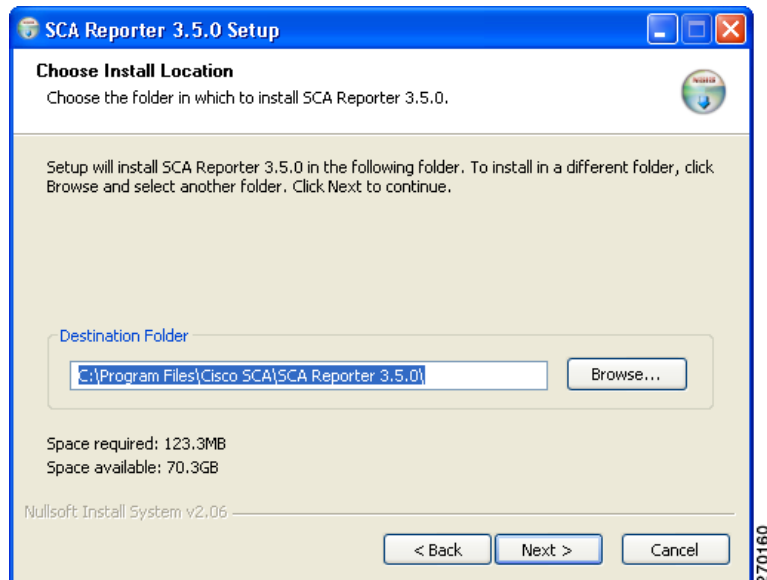 SCA Reporter 3.5.0 Setup
Choose Install Location
Choose the folder in which to install SCA Reporter 3.5.0.
Setup will install SCA Reporter 3.5.0 in the following folder. To install in a different folder, click
Browse and select another folder. Click Next to continue.
Destination Folder
C:\Program Files\Cisco SCA\SCA Reporter 3.5.0\
Browse...
Space required: 123.3MB
Space available: 70.3GB
Nullsoft Install System v2.06
< Back
Next >
Cancel
270160